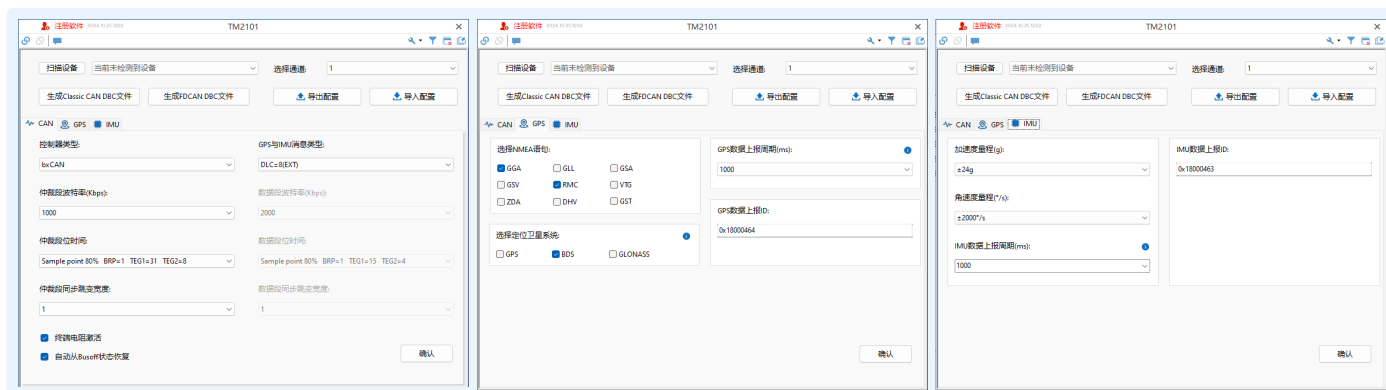 注册软件 2024.10.25.1202 TM2101
扫描设备 当前未检测到设备 选择通道: 1
生成Classic CAN DBC文件 生成FDCAN DBC文件 导出配置 导入配置
CAN GPS IMU
控制器类型: GPS与IMU消息类型:
bxCAN DLC=8(EXT)
仲裁段波特率(Kbps): 数据段波特率(Kbps):
1000 2000
仲裁段位时间: 数据段位时间:
Sample point 80% BRP=1 TEG1=31 TEG2=8 Sample point 80% BRP=1 TEG1=15 TEG2=4
仲裁段同步跳变宽度: 数据段同步跳变宽度:
1 1
终端电阻激活
自动从Busoff状态恢复
确认
注册软件 2024.10.25.1202 TM2101
扫描设备 当前未检测到设备 选择通道: 1
生成Classic CAN DBC文件 生成FDCAN DBC文件 导出配置 导入配置
CAN GPS IMU
选择NMEA语句: GPS数据上报周期(ms):
GGA GLL GSA 1000
GSV RMC VTG
ZDA DHV GST
GPS数据上报ID:
0x18000464
选择定位卫星系统:
GPS BDS GLONASS
确认
注册软件 2024.10.25.1202 TM2101
扫描设备 当前未检测到设备 选择通道: 1
生成Classic CAN DBC文件 生成FDCAN DBC文件 导出配置 导入配置
CAN GPS IMU
加速度量程(g): IMU数据上报ID:
±24g 0x18000463
角速度量程(°/s):
±2000°/s
IMU数据上报周期(ms):
1000
确认